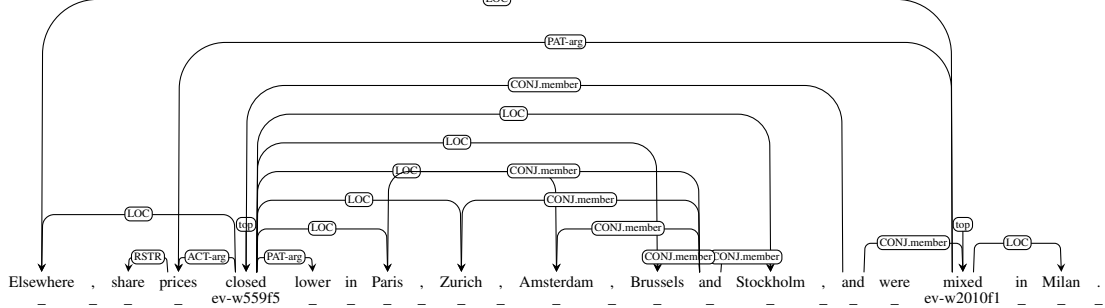 LOC
PAT-arg
CONJ.member
LOC
LOC
LOC CONJ.member
LOC CONJ.member
LOC top top
LOC CONJ.member
CONJ.member
RSTR ACT-arg PAT-arg CONJ.member CONJ.member LOC
Elsewhere , share prices closed lower in Paris , Zurich , Amsterdam , Brussels and Stockholm , and were mixed in Milan .
ev-w559f5 ev-w2010f1
_ _ _ _ _ _ _ _ _ _ _ _ _ _ _ _ _ _ _ _ _ _